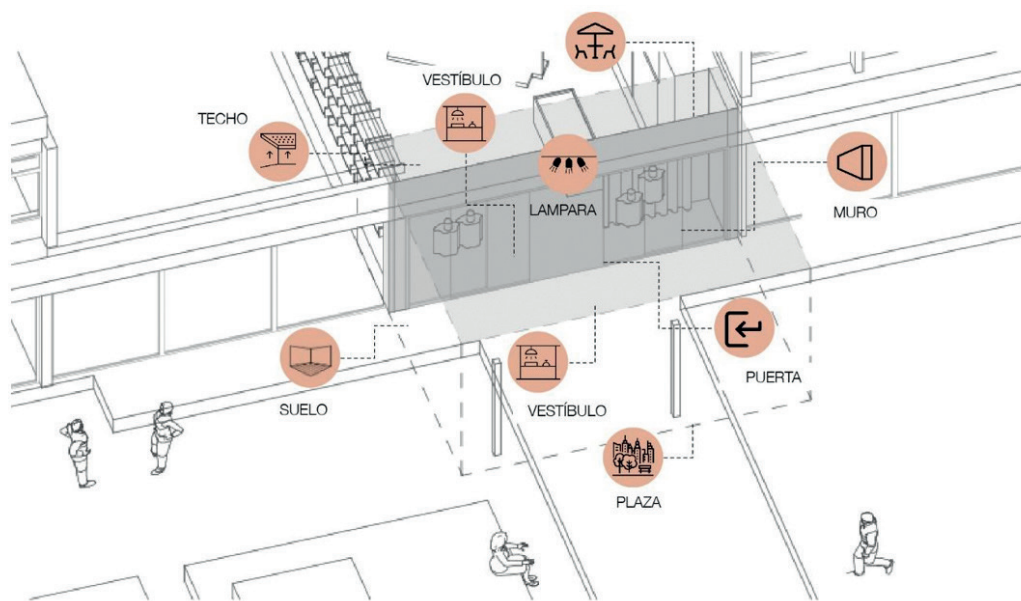 VESTÍBULO
TECHO
LAMPARA
MURO
PUERTA
SUELO
VESTÍBULO
PLAZA